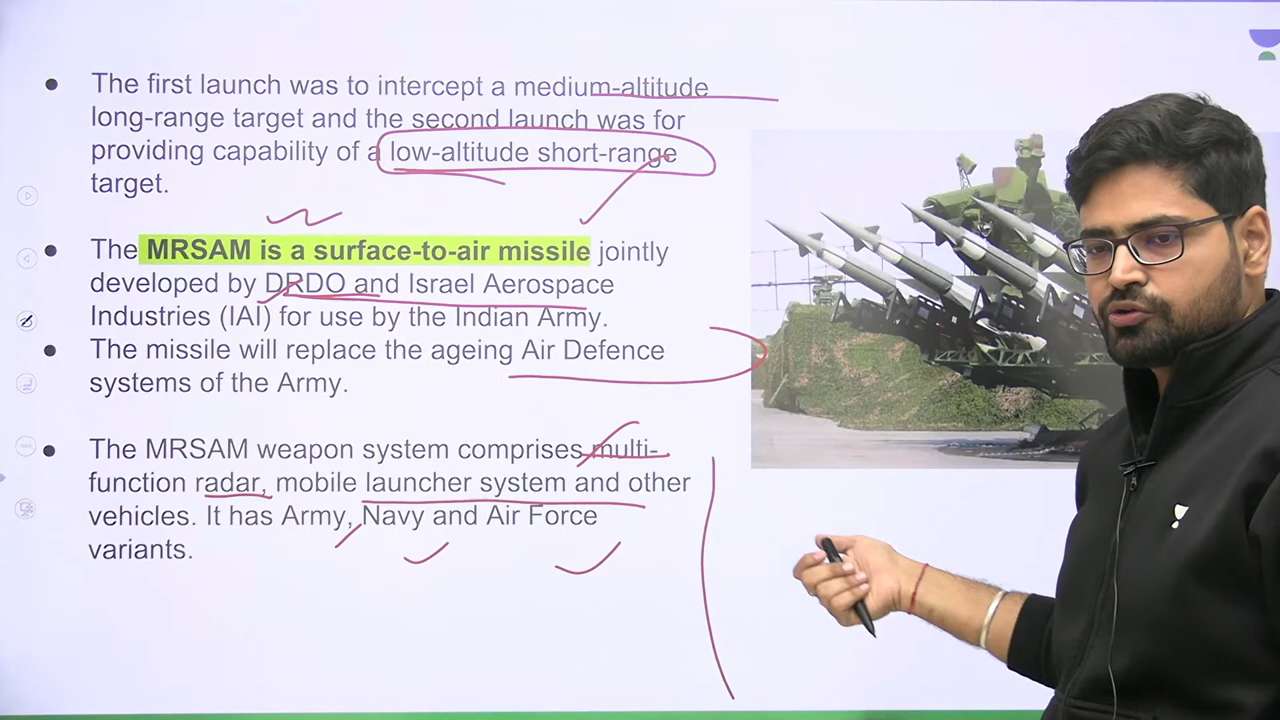 The first launch was to intercept a medium-altitude
long-range target and the second launch was for
providing capability of a low-altitude short-range
target.
The MRSAM is a surface-to-air missile jointly
developed by DRDO and Israel Aerospace
Industries (IAI) for use by the Indian Army.
The missile will replace the ageing Air Defence
systems of the Army.
The MRSAM weapon system comprises multi-
function radar, mobile launcher system and other
vehicles. It has Army, Navy and Air Force
variants.